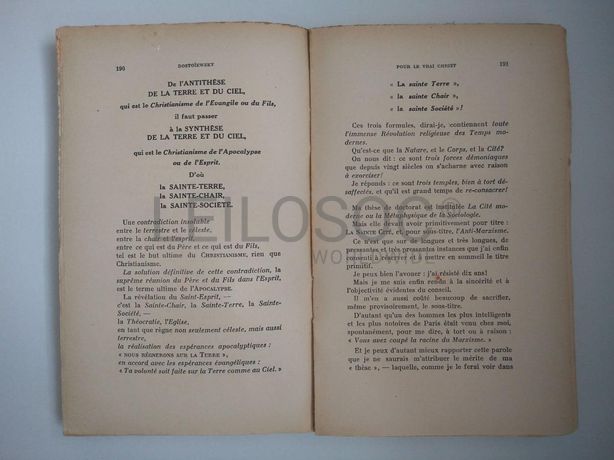 190 DOSTOÏEWSKY
De l'ANTITHÈSE
DE LA TERRE ET DU CIEL,
qui est le Christianisme de l'Evangile ou du Fils,
il faut passer
à la SYNTHÈSE
DE LA TERRE ET DU CIEL,
qui est le Christianisme de l'Apocalypse
ou de l'Esprit.
D'où
la SAINTE-TERRE,
la SAINTE-CHAIR,
la SAINTE-SOCIÉTÉ.
Une contradiction insoluble
entre le terrestre et le céleste,
entre la chair et l'esprit
entre ce qui est du Père et ce qui est du Fils,
tel est le but ultime du CHRISTIANISME, rien que
Christianisme.
La solution définitive de cette contradiction, la
suprême réunion du Père et du Fils dans l'Esprit,
est le terme ultime de l'APOCALYPSE.
La révélation du Saint-Esprit, —
c'est la Sainte-Chair, la Sainte-Terre, la Sainte-
Société, —
la Théocratie, l'Eglise,
en tant que règne non seulement céleste, mais aussi
terrestre,
la réalisation des espérances apocalyptiques :
« NOUS RÈGNERONS SUR LA TERRE »,
en accord avec les espérances évangéliques :
« Ta volonté soit faite sur la Terre comme au Ciel. »
POUR LE VRAI CHRIST 191
« La sainte Terre »,
« la sainte Chair »,
« la sainte Société »!
Ces trois formules, dirai-je, contiennent toute
l'immense Révolution religieuse des Temps mo-
dernes.
Qu'est-ce que la Nature, et le Corps, et la Cité?
On nous dit : ce sont trois forces démoniaques
que depuis vingt siècles on s'acharne avec raison
à exorciser!
Je réponds : ce sont trois temples, bien à tort dé-
saffectés, et qu'il est grand temps de re-consacrer!
Ma thèse de doctorat est intitulée La Cité mo-
derne ou la Métaphysique de la Sociologie.
Mais elle devait avoir primitivement pour titre :
LA SAINTE CITÉ, et, pour sous-titre, l'Anti-Marxisme.
Ce n'est que sur de longues et très longues, de
pressantes et très pressantes instances que j'ai enfin
consenti à mettre en sommeil le titre
primitif.
Je peux bien l'avouer : j'ai résisté dix ans!
Mais je me suis enfin rendu à la sincérité et à
l'objectivité évidentes du conseil.
Il m'en a aussi coûté beaucoup de sacrifier,
même provisoirement, le sous-titre.
D'autant qu'un des hommes les plus intelligents
et les plus notoires de Paris était venu chez moi,
spontanément, pour me dire, à tort ou à raison :
« Vous avez coupé la racine du Marxisme. »
Et je peux d'autant mieux rapporter cette parole
que je ne saurais m'attribuer le mérite de ma
« thèse », — laquelle, comme je le ferai voir dans
WORLDWIDE